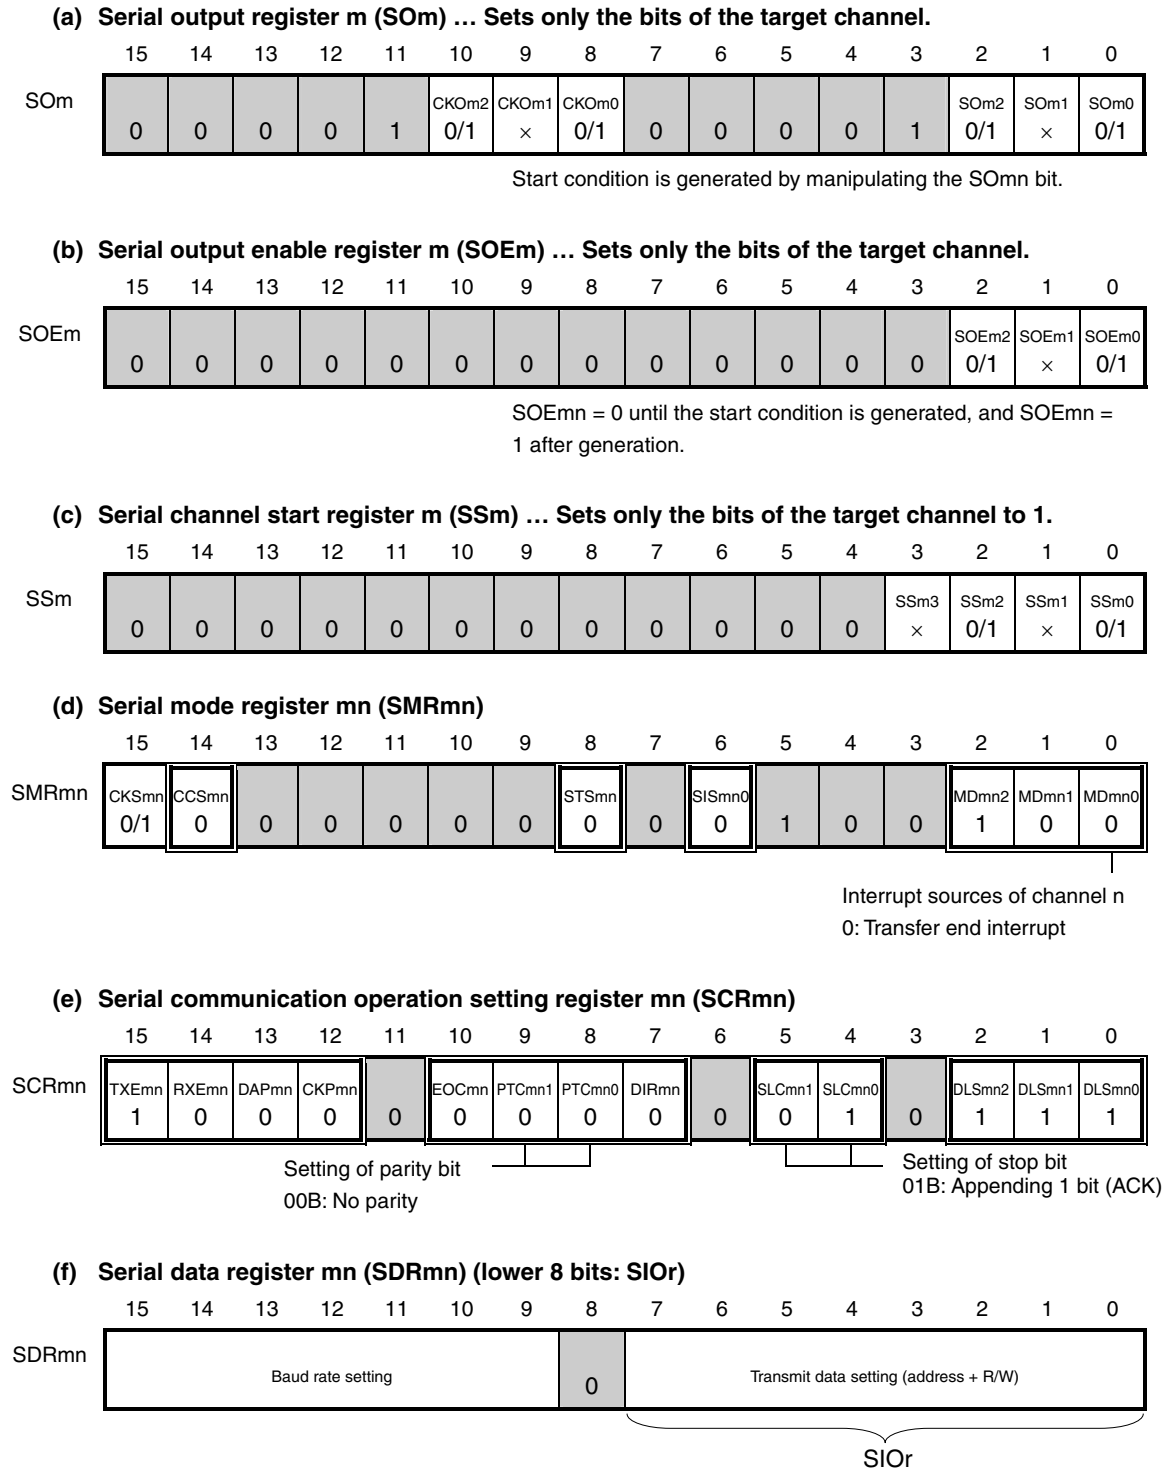 (a) Serial output register m (SOm) … Sets only the bits of the target channel.
15 14 13 12 11 10 9 8 7 6 5 4 3 2 1 0
CKOm2 CKOm1 CKOm0 SOm2 SOm1 SOm0
SOm 0 0 0 0 1 0/1 × 0/1 0 0 0 0 1 0/1 × 0/1
Start condition is generated by manipulating the SOmn bit.
(b) Serial output enable register m (SOEm) … Sets only the bits of the target channel.
15 14 13 12 11 10 9 8 7 6 5 4 3 2 1 0
SOEm2 SOEm1 SOEm0
SOEm 0 0 0 0 0 0 0 0 0 0 0 0 0 0/1 × 0/1
SOEmn = 0 until the start condition is generated, and SOEmn =
1 after generation.
(c) Serial channel start register m (SSm) … Sets only the bits of the target channel to 1.
15 14 13 12 11 10 9 8 7 6 5 4 3 2 1 0
SSm3 SSm2 SSm1 SSm0
SSm 0 0 0 0 0 0 0 0 0 0 0 0 × 0/1 × 0/1
(d) Serial mode register mn (SMRmn)
15 14 13 12 11 10 9 8 7 6 5 4 3 2 1 0
CKSmn CCSmn STSmn SISmn0 MDmn2 MDmn1 MDmn0
SMRmn 0/1 0 0 0 0 0 0 0 0 0 1 0 0 1 0 0
Interrupt sources of channel n
0: Transfer end interrupt
(e) Serial communication operation setting register mn (SCRmn)
15 14 13 12 11 10 9 8 7 6 5 4 3 2 1 0
TXEmn RXEmn DAPmn CKPmn EOCmn PTCmn1 PTCmn0 DIRmn SLCmn1 SLCmn0 DLSmn2 DLSmn1 DLSmn0
SCRmn 1 0 0 0 0 0 0 0 0 0 0 1 0 1 1 1
Setting of parity bit
00B: No parity
Setting of stop bit
01B: Appending 1 bit (ACK)
(f) Serial data register mn (SDRmn) (lower 8 bits: SIOr)
15 14 13 12 11 10 9 8 7 6 5 4 3 2 1 0
SDRmn Baud rate setting 0 Transmit data setting (address + R/W)
SIOr